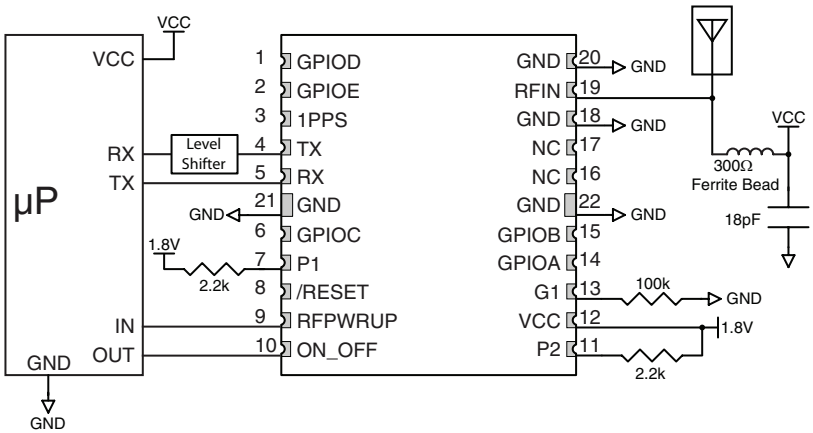 VCC
VCC
RX
TX
µP
IN
OUT
GND
GND
Level
Shifter
1.8V
2.2k
GND
1 GPIOD
2 GPIOE
3 1PPS
4 TX
5 RX
21 GND
6 GPIOC
7 P1
8 /RESET
9 RFPWRUP
10 ON_OFF
GND 20 GND
RFIN 19
GND 18 GND
NC 17
NC 16
GND 22 GND
GPIOB 15
GPIOA 14
G1 13 100k GND
VCC 12 1.8V
P2 11
2.2k
VCC
300Ω
Ferrite Bead
18pF